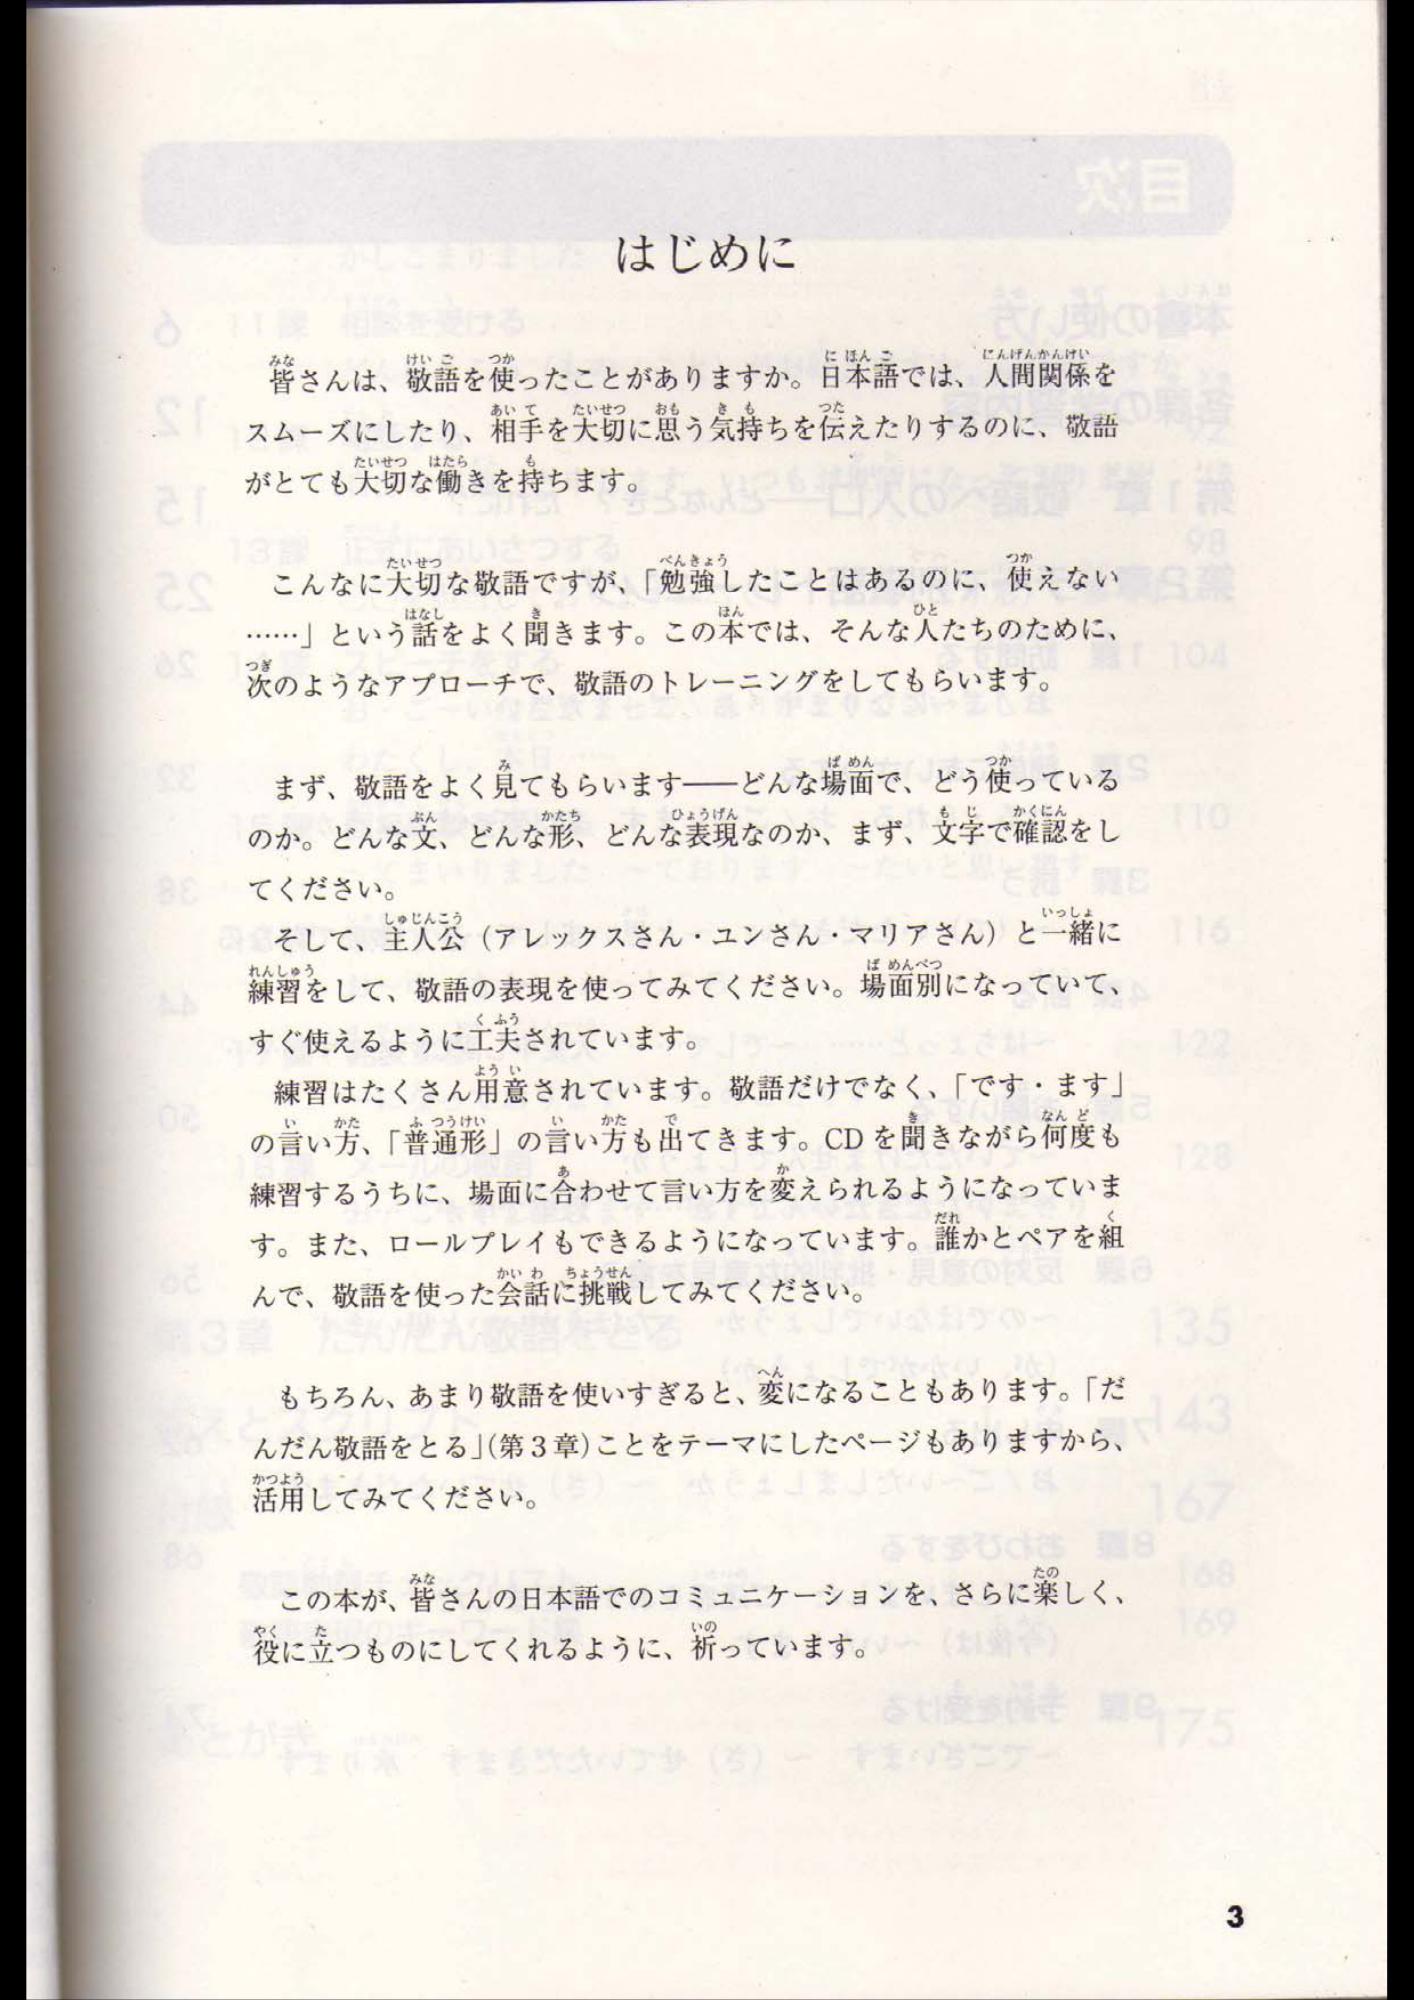 はじめに
皆さんは、敬語を使ったことがありますか。日本語では、人間関係を
スムーズにしたり、相手を大切に思う気持ちを伝えたりするのに、敬語
がとても大切な働きを持ちます。
こんなに大切な敬語ですが、「勉強したことはあるのに、使えない
……」という話をよく聞きます。この本では、そんな人たちのために、
次のようなアプローチで、敬語のトレーニングをしてもらいます。
まず、敬語をよく見てもらいます――どんな場面で、どう使っている
のか。どんな文、どんな形、どんな表現なのか、まず、文字で確認をし
てください。
そして、主人公（アレックスさん・ユンさん・マリアさん）と一緒に
練習をして、敬語の表現を使ってみてください。場面別になっていて、
すぐ使えるように工夫されています。
練習はたくさん用意されています。敬語だけでなく、「です・ます」
の言い方、「普通形」の言い方も出てきます。CDを聞きながら何度も
練習するうちに、場面に合わせて言い方を変えられるようになっていま
す。また、ロールプレイもできるようになっています。誰かとペアを組
んで、敬語を使った会話に挑戦してみてください。
もちろん、あまり敬語を使いすぎると、変になることもあります。「だ
んだん敬語をとる」（第3章）ことをテーマにしたページもありますから、
活用してみてください。
この本が、皆さんの日本語でのコミュニケーションを、さらに楽しく、
役に立つものにしてくれるように、祈っています。
3